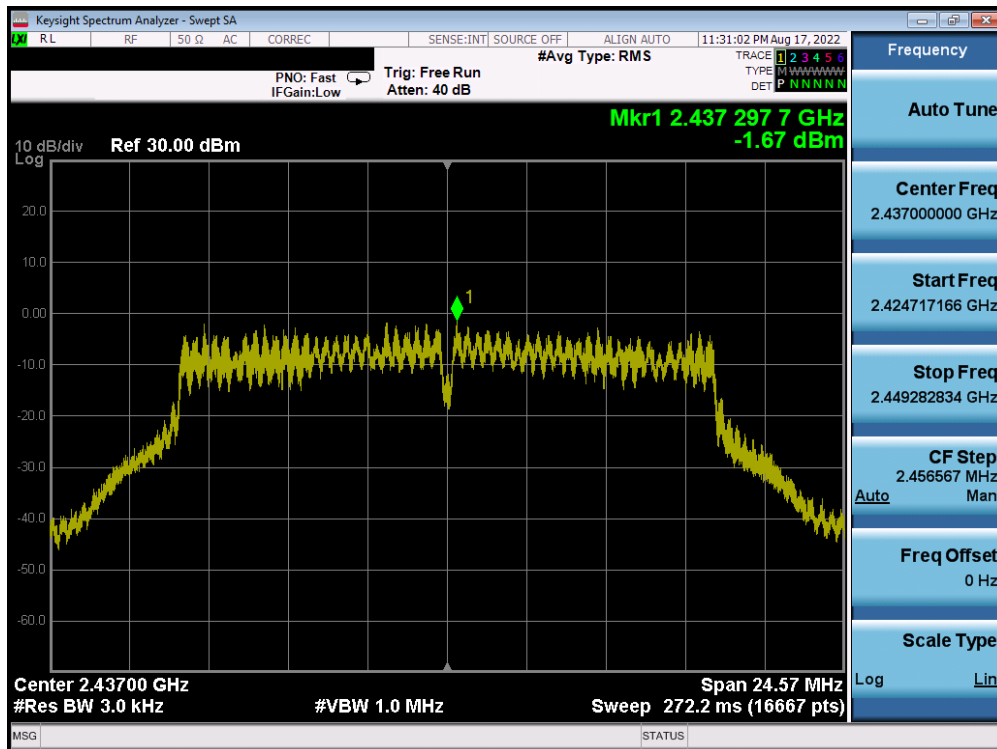 Keysight Spectrum Analyzer - Swept SA
LXI RL RF 50 Ω AC CORREC SENSE:INT SOURCE OFF ALIGN AUTO 11:31:02 PM Aug 17, 2022
#Avg Type: RMS
TRACE 1 2 3 4 5 6
PNO: Fast Trig: Free Run
TYPE M WWWWW
IFGain:Low Atten: 40 dB
DET P N N N N N
Mkr1 2.437 297 7 GHz
-1.67 dBm
10 dB/div Ref 30.00 dBm
Log
20.0
10.0
0.00
-10.0
-20.0
-30.0
-40.0
-50.0
-60.0
1
Center 2.43700 GHz Span 24.57 MHz
#Res BW 3.0 kHz #VBW 1.0 MHz Sweep 272.2 ms (16667 pts)
MSG STATUS
Frequency
Auto Tune
Center Freq
2.437000000 GHz
Start Freq
2.424717166 GHz
Stop Freq
2.449282834 GHz
CF Step
2.456567 MHz
Auto Man
Freq Offset
0 Hz
Scale Type
Log Lin